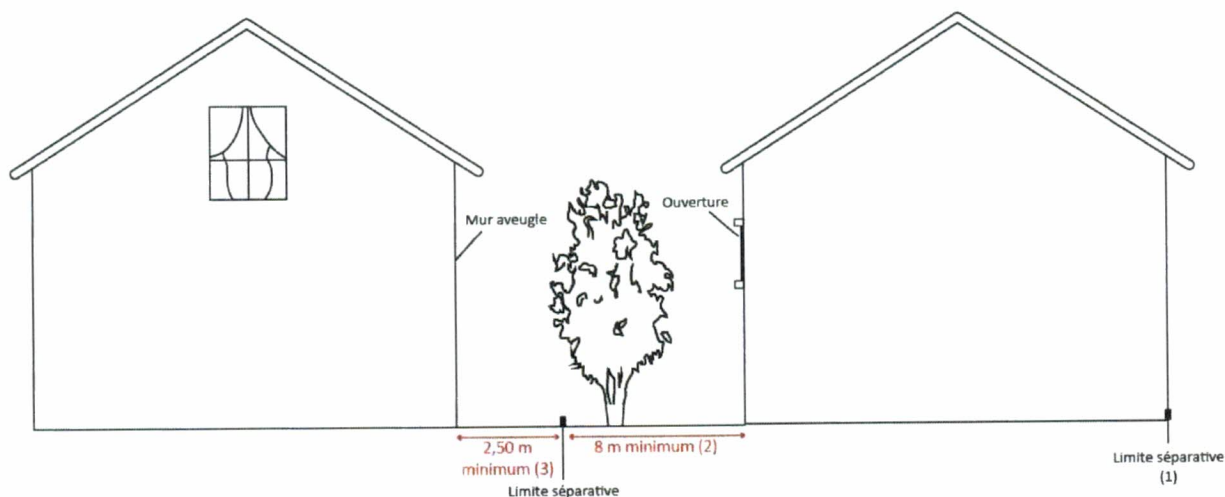 Mur aveugle
Ouverture
2,50 m
minimum (3)
8 m minimum (2)
Limite séparative
Limite séparative
(1)